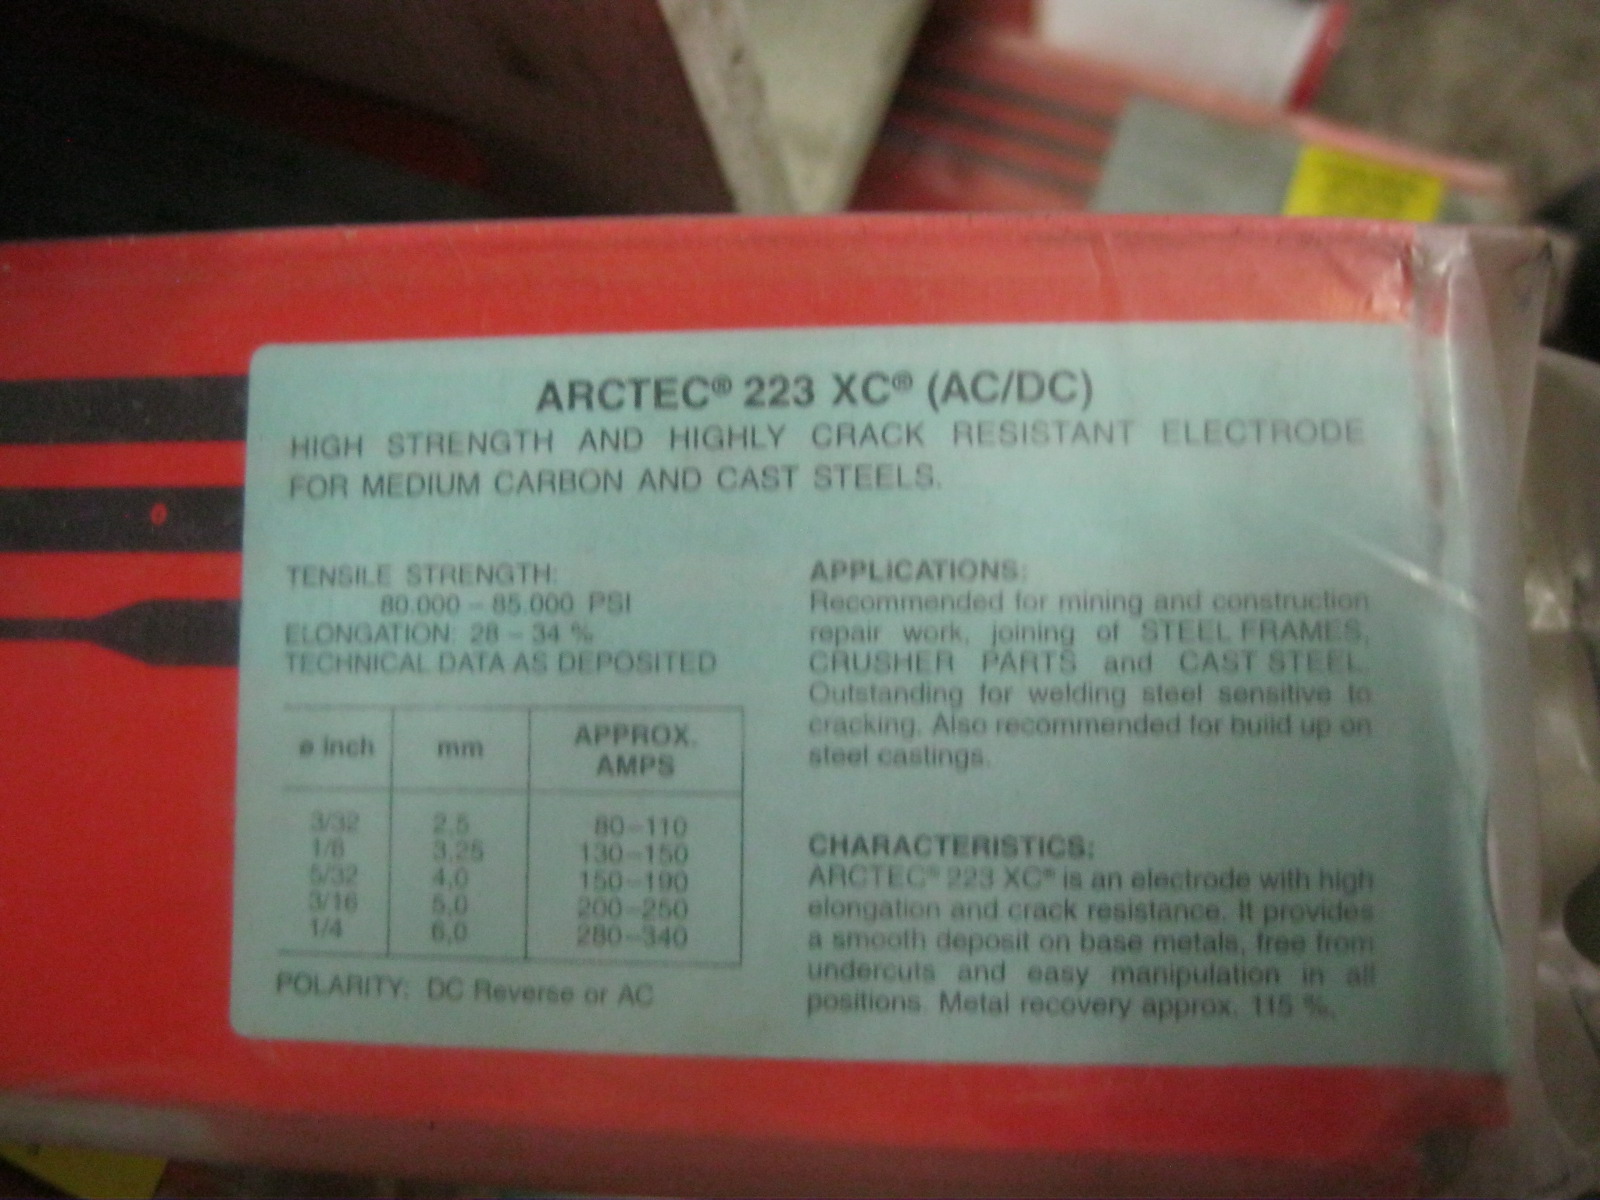 ARCTEC® 223 XC® (AC/DC)
HIGH STRENGTH AND HIGHLY CRACK RESISTANT ELECTRODE
FOR MEDIUM CARBON AND CAST STEELS.
TENSILE STRENGTH:
80.000 – 85.000 PSI
ELONGATION: 28 – 34 %
TECHNICAL DATA AS DEPOSITED
ø inch mm APPROX.
AMPS
3/32 2,5 80–110
1/8 3,25 130–150
5/32 4,0 150–190
3/16 5,0 200–250
1/4 6,0 280–340
POLARITY: DC Reverse or AC
APPLICATIONS:
Recommended for mining and construction
repair work, joining of STEEL FRAMES,
CRUSHER PARTS and CAST STEEL.
Outstanding for welding steel sensitive to
cracking. Also recommended for build up on
steel castings.
CHARACTERISTICS:
ARCTEC® 223 XC® is an electrode with high
elongation and crack resistance. It provides
a smooth deposit on base metals, free from
undercuts and easy manipulation in all
positions. Metal recovery approx. 115 %.